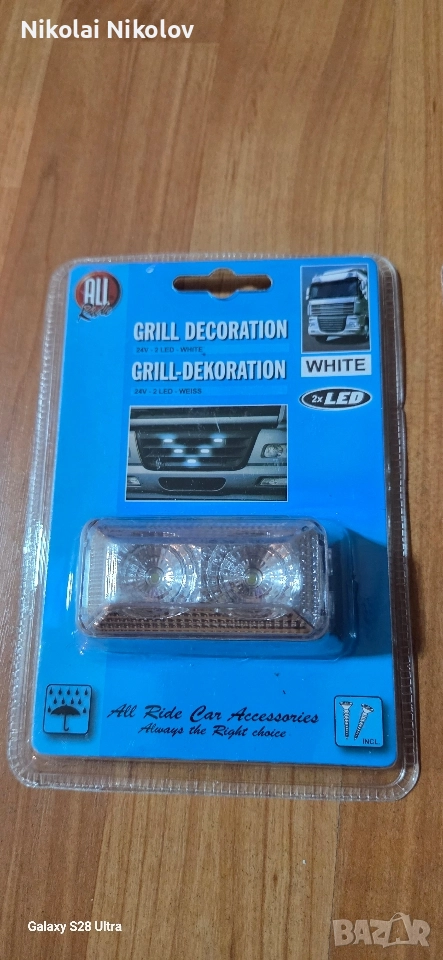 Nikolai Nikolov
ALL
Ride
GRILL DECORATION
24V - 2 LED - WHITE
GRILL-DEKORATION
24V - 2 LED - WEISS
WHITE
2x LED
All Ride Car Accessories
Always the Right choice
INCL.
Galaxy S28 Ultra
BAZAR